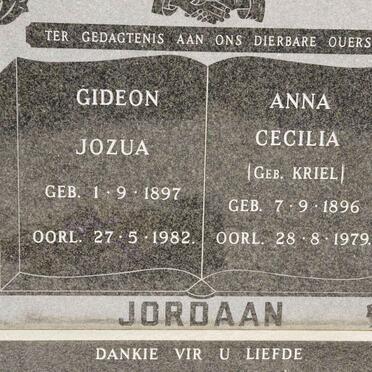 TER GEDAGTENIS AAN ONS DIERBARE OUERS
GIDEON
JOZUA
GEB. 1·9·1897
OORL. 27·5·1982.
ANNA
CECILIA
(GEB. KRIEL)
GEB. 7·9·1896
OORL. 28·8·1979.
JORDAAN
DANKIE VIR U LIEFDE